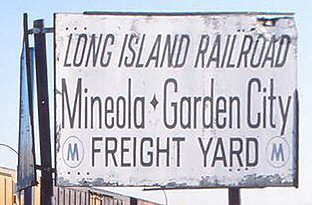 LONG ISLAND RAILROAD
Mineola • Garden City
M FREIGHT YARD M